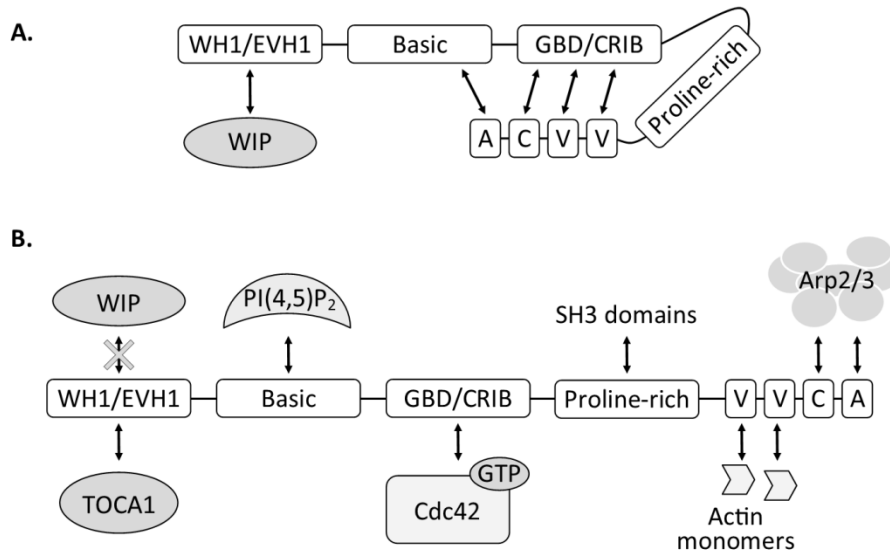 A.
WH1/EVH1 Basic GBD/CRIB
Proline-rich
WIP
A C V V
B.
WIP PI(4,5)P₂ SH3 domains Arp2/3
WH1/EVH1 Basic GBD/CRIB Proline-rich V V C A
TOCA1 Cdc42 GTP
Actin
monomers